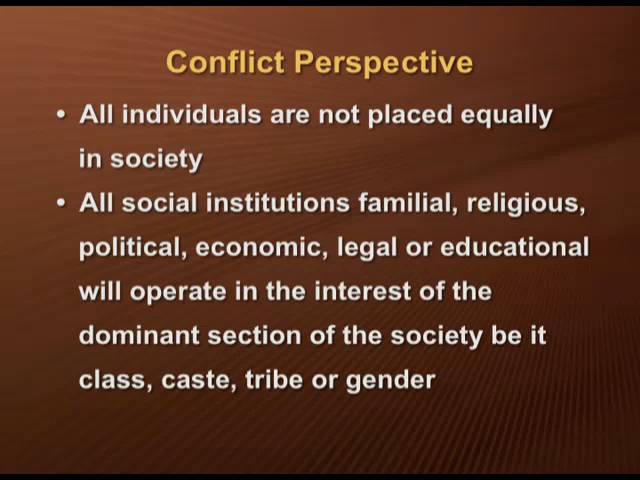 Conflict Perspective
• All individuals are not placed equally
in society
• All social institutions familial, religious,
political, economic, legal or educational
will operate in the interest of the
dominant section of the society be it
class, caste, tribe or gender